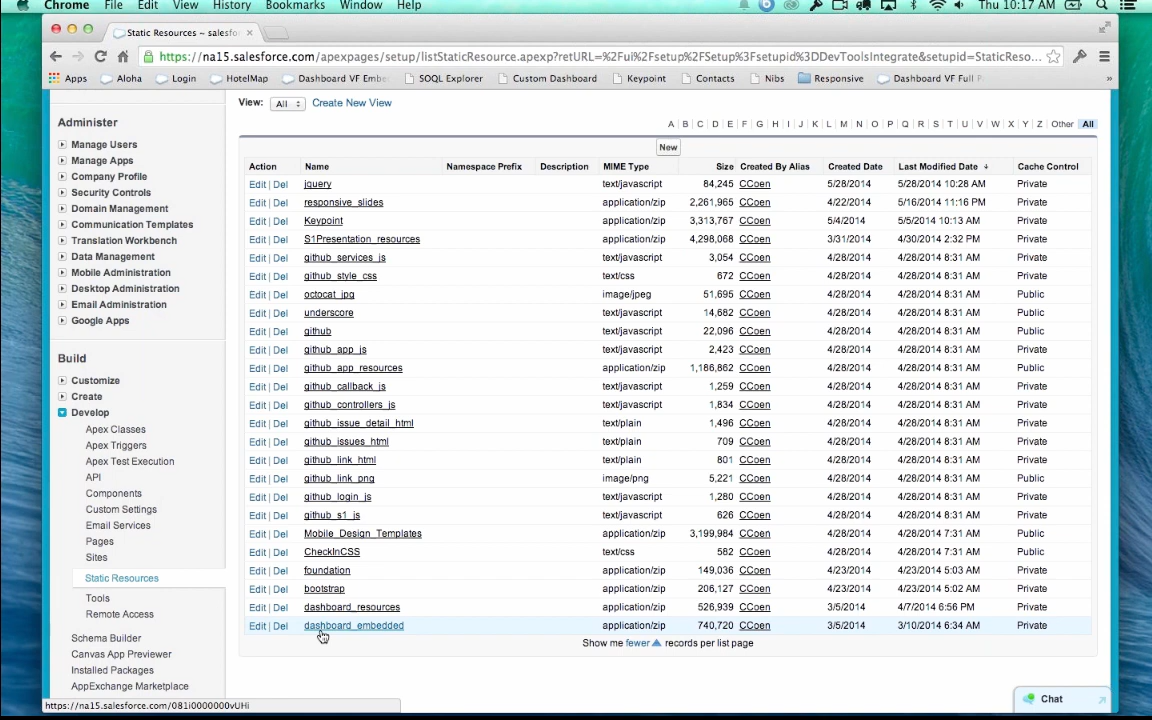 Chrome File Edit View History Bookmarks Window Help Thu 10:17 AM
Static Resources ~ salesfo
https://na15.salesforce.com/apexpages/setup/listStaticResource.apexp?retURL=%2Fui%2Fsetup%2FSetup%3Fsetupid%3DDevToolsIntegrate&setupid=StaticReso...
Apps Aloha Login HotelMap Dashboard VF Embe SOQL Explorer Custom Dashboard Keypoint Contacts Nibs Responsive Dashboard VF Full P »
View: All Create New View
A B C D E F G H I J K L M N O P Q R S T U V W X Y Z Other All
New
Action Name Namespace Prefix Description MIME Type Size Created By Alias Created Date Last Modified Date Cache Control
Edit | Del jquery text/javascript 84,245 CCoen 5/28/2014 5/28/2014 10:28 AM Private
Edit | Del responsive_slides application/zip 2,261,965 CCoen 4/22/2014 5/16/2014 11:16 PM Private
Edit | Del Keypoint application/zip 3,313,767 CCoen 5/4/2014 5/5/2014 10:13 AM Private
Edit | Del S1Presentation_resources application/zip 4,298,068 CCoen 3/31/2014 4/30/2014 2:32 PM Private
Edit | Del github_services_js text/javascript 3,054 CCoen 4/28/2014 4/28/2014 8:31 AM Private
Edit | Del github_style_css text/css 672 CCoen 4/28/2014 4/28/2014 8:31 AM Private
Edit | Del octocat_jpg image/jpeg 51,695 CCoen 4/28/2014 4/28/2014 8:31 AM Public
Edit | Del underscore text/javascript 14,682 CCoen 4/28/2014 4/28/2014 8:31 AM Public
Edit | Del github text/javascript 22,096 CCoen 4/28/2014 4/28/2014 8:31 AM Public
Edit | Del github_app_js text/javascript 2,423 CCoen 4/28/2014 4/28/2014 8:31 AM Private
Edit | Del github_app_resources application/zip 1,186,862 CCoen 4/28/2014 4/28/2014 8:31 AM Public
Edit | Del github_callback_js text/javascript 1,259 CCoen 4/28/2014 4/28/2014 8:31 AM Private
Edit | Del github_controllers_js text/javascript 1,834 CCoen 4/28/2014 4/28/2014 8:31 AM Private
Edit | Del github_issue_detail_html text/plain 1,496 CCoen 4/28/2014 4/28/2014 8:31 AM Private
Edit | Del github_issues_html text/plain 709 CCoen 4/28/2014 4/28/2014 8:31 AM Private
Edit | Del github_link_html text/plain 801 CCoen 4/28/2014 4/28/2014 8:31 AM Private
Edit | Del github_link_png image/png 5,221 CCoen 4/28/2014 4/28/2014 8:31 AM Public
Edit | Del github_login_js text/javascript 1,280 CCoen 4/28/2014 4/28/2014 8:31 AM Private
Edit | Del github_s1_js text/javascript 626 CCoen 4/28/2014 4/28/2014 8:31 AM Private
Edit | Del Mobile_Design_Templates application/zip 3,199,984 CCoen 4/28/2014 4/28/2014 7:31 AM Public
Edit | Del CheckInCSS text/css 582 CCoen 4/28/2014 4/28/2014 7:31 AM Public
Edit | Del foundation application/zip 149,036 CCoen 4/23/2014 4/23/2014 5:03 AM Private
Edit | Del bootstrap application/zip 206,127 CCoen 4/23/2014 4/23/2014 5:02 AM Private
Edit | Del dashboard_resources application/zip 526,939 CCoen 3/5/2014 4/7/2014 6:56 PM Private
Edit | Del dashboard_embedded application/zip 740,720 CCoen 3/5/2014 3/10/2014 6:34 AM Private
Show me fewer records per list page
Administer
Manage Users
Manage Apps
Company Profile
Security Controls
Domain Management
Communication Templates
Translation Workbench
Data Management
Mobile Administration
Desktop Administration
Email Administration
Google Apps
Build
Customize
Create
Develop
Apex Classes
Apex Triggers
Apex Test Execution
API
Components
Custom Settings
Email Services
Pages
Sites
Static Resources
Tools
Remote Access
Schema Builder
Canvas App Previewer
Installed Packages
AppExchange Marketplace
https://na15.salesforce.com/081i0000000vUHi
Chat